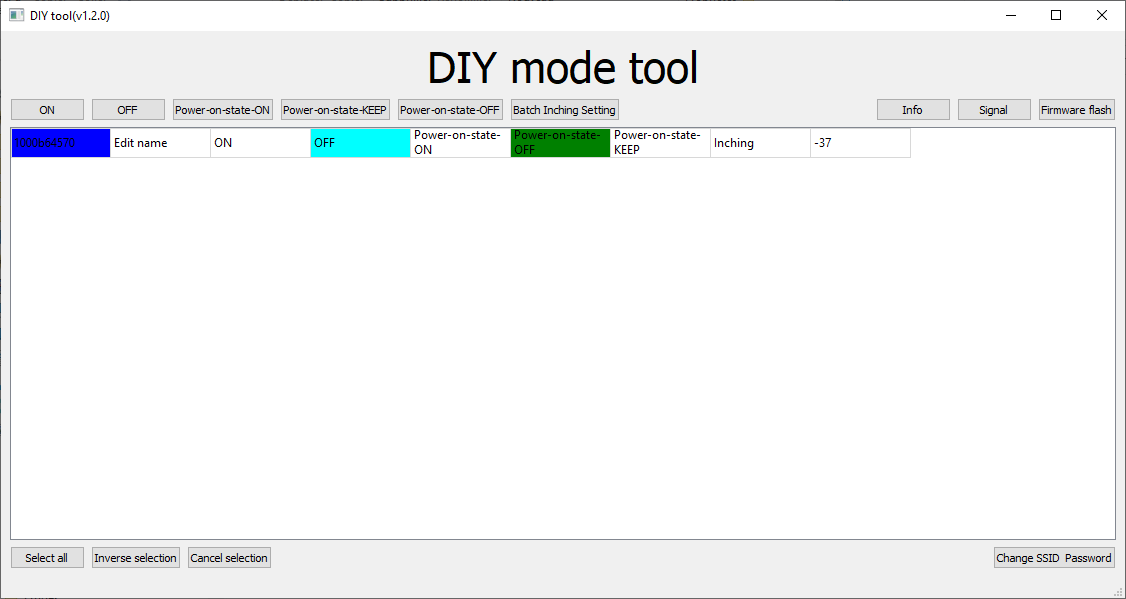 DIY tool(v1.2.0)
DIY mode tool
ON OFF Power-on-state-ON Power-on-state-KEEP Power-on-state-OFF Batch Inching Setting Info Signal Firmware flash
1000b64570 Edit name ON OFF Power-on-state-ON Power-on-state-OFF Power-on-state-KEEP Inching -37
Select all Inverse selection Cancel selection Change SSID Password